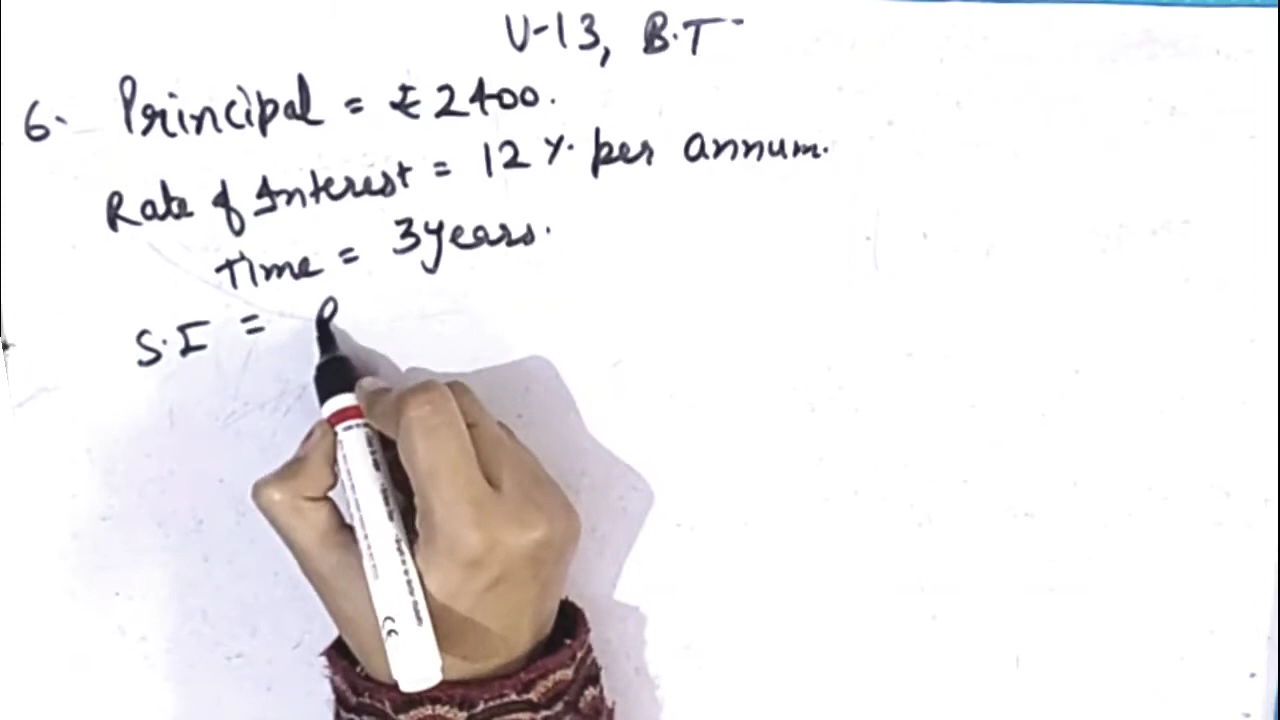 U-13, B.T
6. Principal = ₹2400.
Rate of Interest = 12% per annum.
Time = 3years.
S.I = P